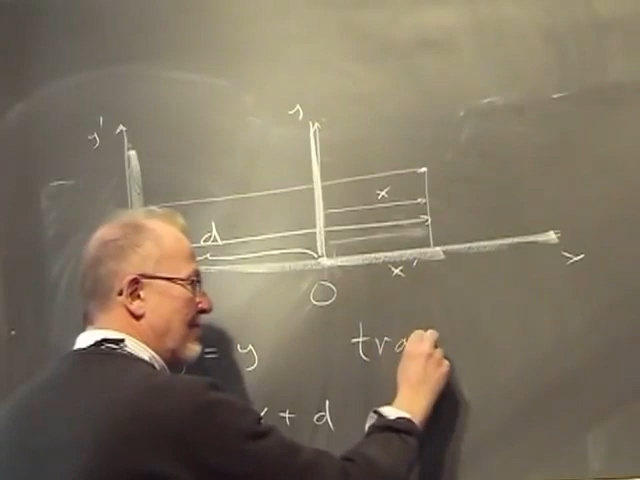 y'
y
x
d
x'
x
O
= y
tra
+ d